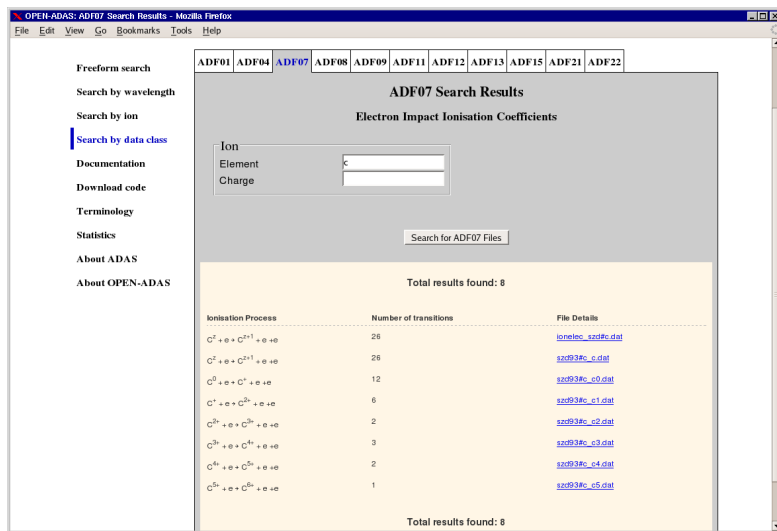 OPEN-ADAS: ADF07 Search Results - Mozilla Firefox
File Edit View Go Bookmarks Tools Help
Freeform search
Search by wavelength
Search by ion
Search by data class
Documentation
Download code
Terminology
Statistics
About ADAS
About OPEN-ADAS
ADF01 ADF04 ADF07 ADF08 ADF09 ADF11 ADF12 ADF13 ADF15 ADF21 ADF22
ADF07 Search Results
Electron Impact Ionisation Coefficients
Ion
Element c
Charge
Search for ADF07 Files
Total results found: 8
Ionisation Process Number of transitions File Details
C^z + e → C^z+1 + e +e 26 ionelec_szd#c.dat
C^z + e → C^z+1 + e +e 26 szd93#c_c.dat
C^0 + e → C^+ + e +e 12 szd93#c_c0.dat
C^+ + e → C^2+ + e +e 6 szd93#c_c1.dat
C^2+ + e → C^3+ + e +e 2 szd93#c_c2.dat
C^3+ + e → C^4+ + e +e 3 szd93#c_c3.dat
C^4+ + e → C^5+ + e +e 2 szd93#c_c4.dat
C^5+ + e → C^6+ + e +e 1 szd93#c_c5.dat
Total results found: 8